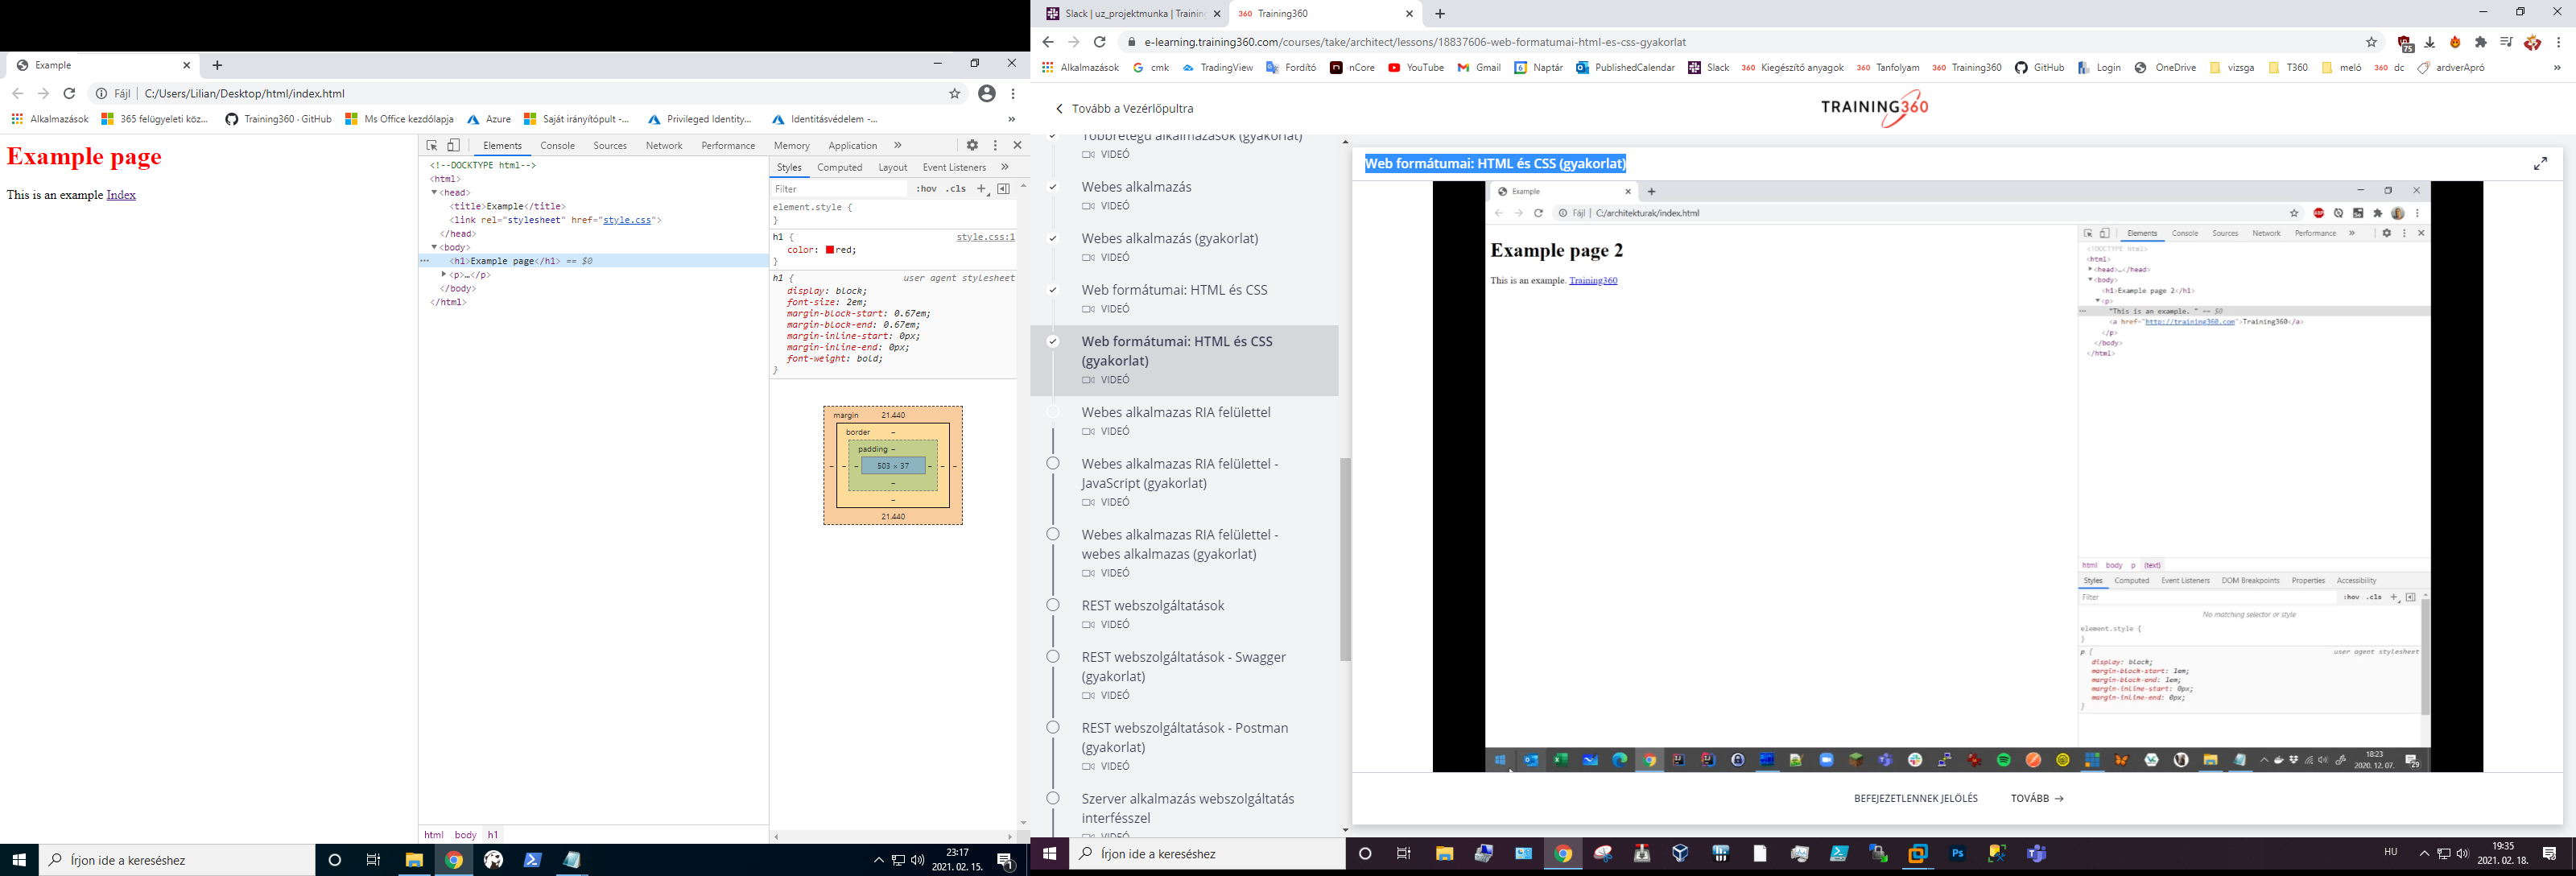 Example
Fájl | C:/Users/Lilian/Desktop/html/index.html
Alkalmazások 365 felügyeleti köz... Training360 · GitHub Ms Office kezdőlapja Azure Saját irányítópult -... Privileged Identity... Identitásvédelem -... »
Example page
This is an example Index
Elements Console Sources Network Performance Memory Application »
<!--DOCKTYPE html-->
<html>
<head>
<title>Example</title>
<link rel="stylesheet" href="style.css">
</head>
<body>
<h1>Example page</h1> == $0
<p>…</p>
</body>
</html>
html body h1
Styles Computed Layout Event Listeners »
Filter :hov .cls +
element.style {
}
h1 { style.css:1
color: red;
}
h1 { user agent stylesheet
display: block;
font-size: 2em;
margin-block-start: 0.67em;
margin-block-end: 0.67em;
margin-inline-start: 0px;
margin-inline-end: 0px;
font-weight: bold;
}
margin 21.440
border –
padding –
– – – 503 × 37 – – –
–
–
21.440
Írjon ide a kereséshez
23:17
2021. 02. 15.
1
Slack | uz_projektmunka | Training
360 Training360
e-learning.training360.com/courses/take/architect/lessons/18837606-web-formatumai-html-es-css-gyakorlat
75
Alkalmazások cmk TradingView Fordító nCore YouTube Gmail Naptár PublishedCalendar Slack 360 Kiegészítő anyagok 360 Tanfolyam 360 Training360 GitHub Login OneDrive vizsga T360 meló 360 dc ardverApró »
Tovább a Vezérlőpultra
TRAINING360
Többrétegű alkalmazások (gyakorlat)
VIDEÓ
Webes alkalmazás
VIDEÓ
Webes alkalmazás (gyakorlat)
VIDEÓ
Web formátumai: HTML és CSS
VIDEÓ
Web formátumai: HTML és CSS
(gyakorlat)
VIDEÓ
Webes alkalmazas RIA felülettel
VIDEÓ
Webes alkalmazas RIA felülettel -
JavaScript (gyakorlat)
VIDEÓ
Webes alkalmazas RIA felülettel -
webes alkalmazas (gyakorlat)
VIDEÓ
REST webszolgáltatások
VIDEÓ
REST webszolgáltatások - Swagger
(gyakorlat)
VIDEÓ
REST webszolgáltatások - Postman
(gyakorlat)
VIDEÓ
Szerver alkalmazás webszolgáltatás
interfésszel
VIDEÓ
Web formátumai: HTML és CSS (gyakorlat)
Example
Fájl | C:/architekturak/index.html
Example page 2
This is an example. Training360
Elements Console Sources Network Performance »
<!DOCTYPE html>
<html>
<head>…</head>
<body>
<h1>Example page 2</h1>
<p>
"This is an example. " == $0
<a href="http://training360.com">Training360</a>
</p>
</body>
</html>
html body p (text)
Styles Computed Event Listeners DOM Breakpoints Properties Accessibility
Filter :hov .cls +
No matching selector or style
element.style {
}
p { user agent stylesheet
display: block;
margin-block-start: 1em;
margin-block-end: 1em;
margin-inline-start: 0px;
margin-inline-end: 0px;
}
18:23
2020. 12. 07.
29
BEFEJEZETLENNEK JELÖLÉS TOVÁBB →
Írjon ide a kereséshez
HU
19:35
2021. 02. 18.